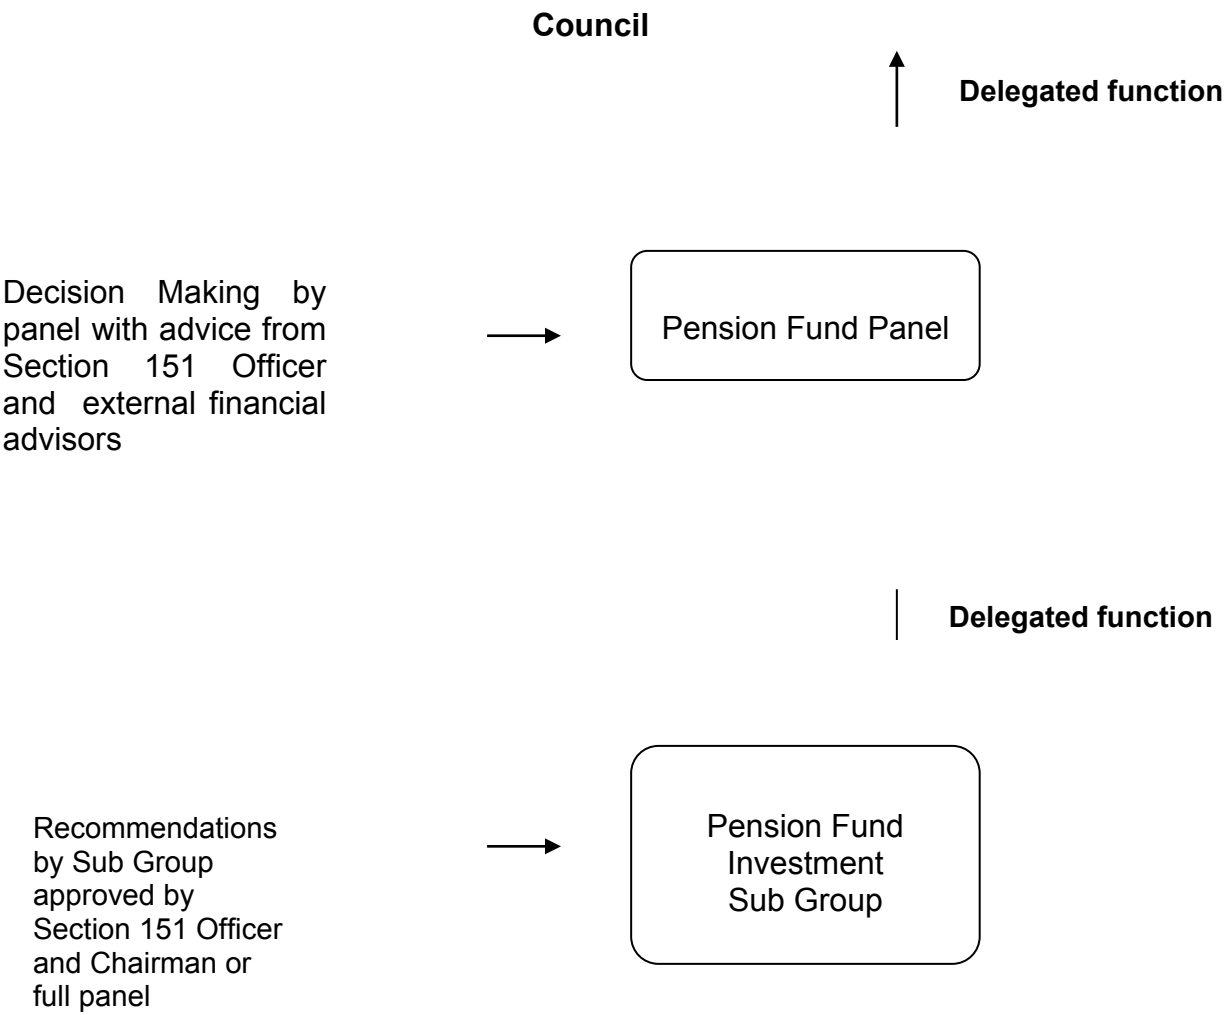 Council
Delegated function
Decision Making by
panel with advice from
Section 151 Officer
and external financial
advisors
Pension Fund Panel
Delegated function
Recommendations
by Sub Group
approved by
Section 151 Officer
and Chairman or
full panel
Pension Fund
Investment
Sub Group